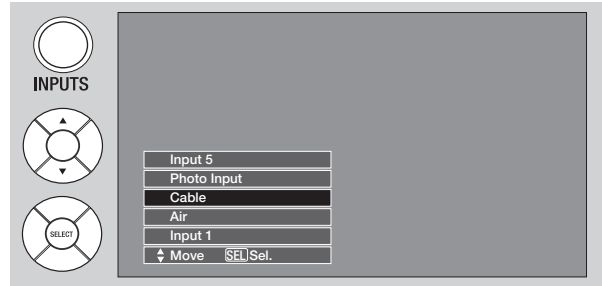 INPUTS
SELECT
Input 5
Photo Input
Cable
Air
Input 1
Move SEL Sel.